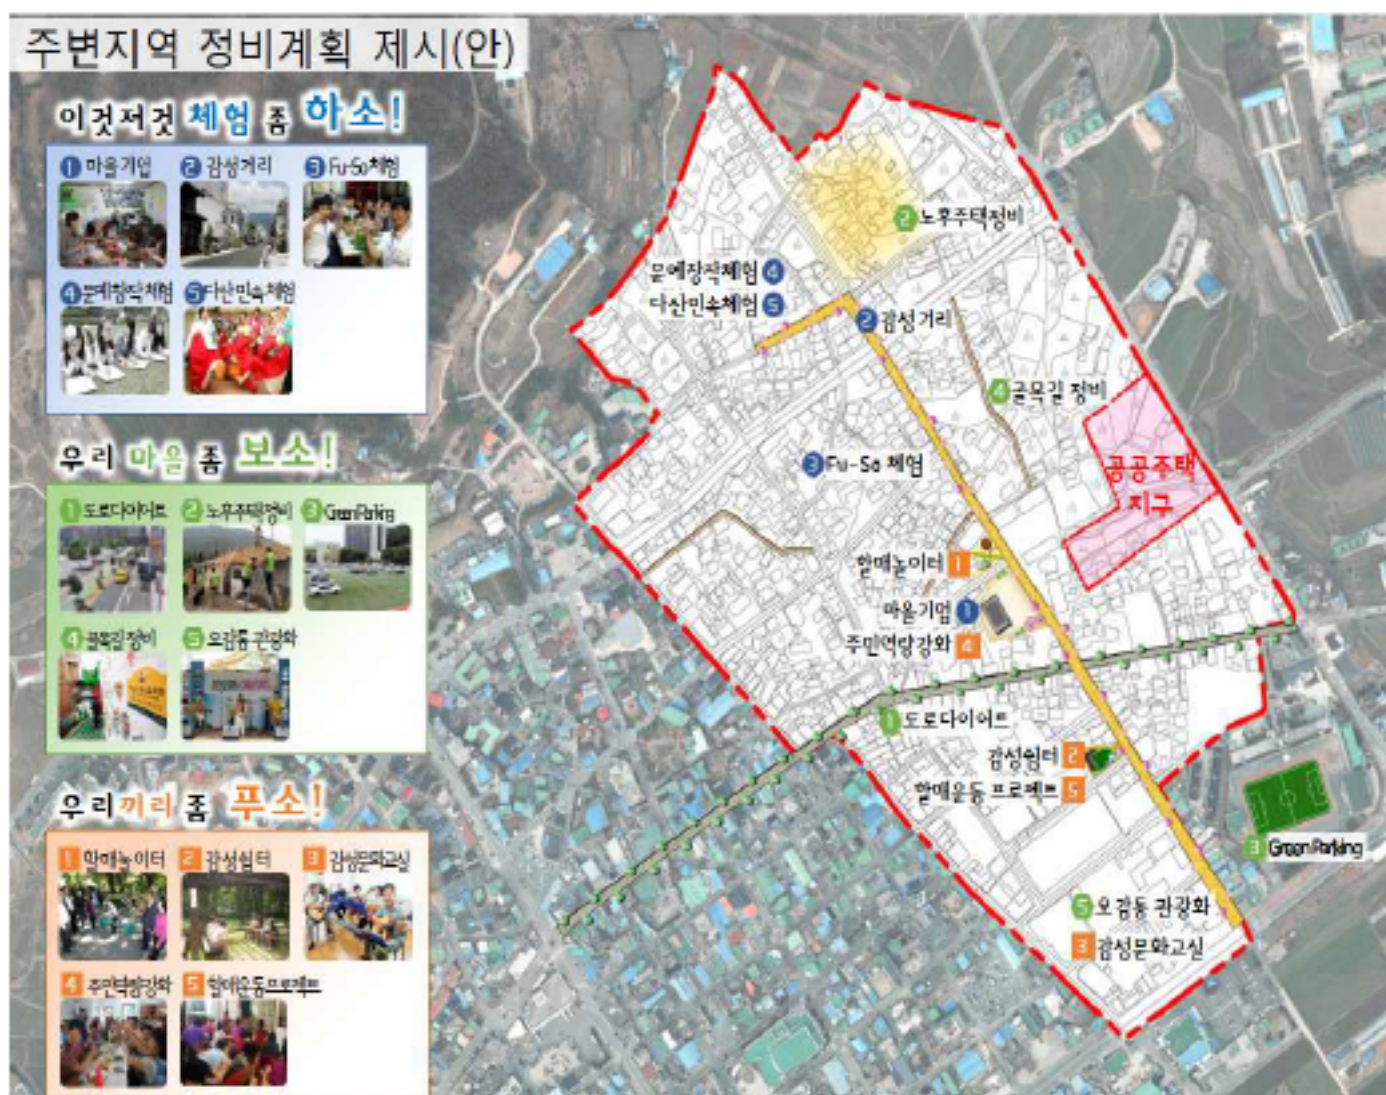 주변지역 정비계획 제시(안)
이것저것 체험 좀 하소!
1 마을기업 2 감성거리 3 Fu-So체험
4 문예창작체험 5 다산민속체험
우리 마을 좀 보소!
1 도로다이어트 2 노후주택정비 3 GreenParking
4 골목길정비 5 오감통 관광화
우리끼리 좀 푸소!
1 할매놀이터 2 감성쉼터 3 감성문화교실
4 주민역량강화 5 할매운동프로젝트
2 노후주택정비
문예창작체험 4
다산민속체험 5
2 감성거리
4 골목길 정비
3 Fu-So 체험
공공주택
지구
할매놀이터 1
마을기업 1
주민역량강화 4
1 도로다이어트
감성쉼터 2
할매운동 프로젝트 5
3 Green Parking
5 오감통 관광화
3 감성문화교실